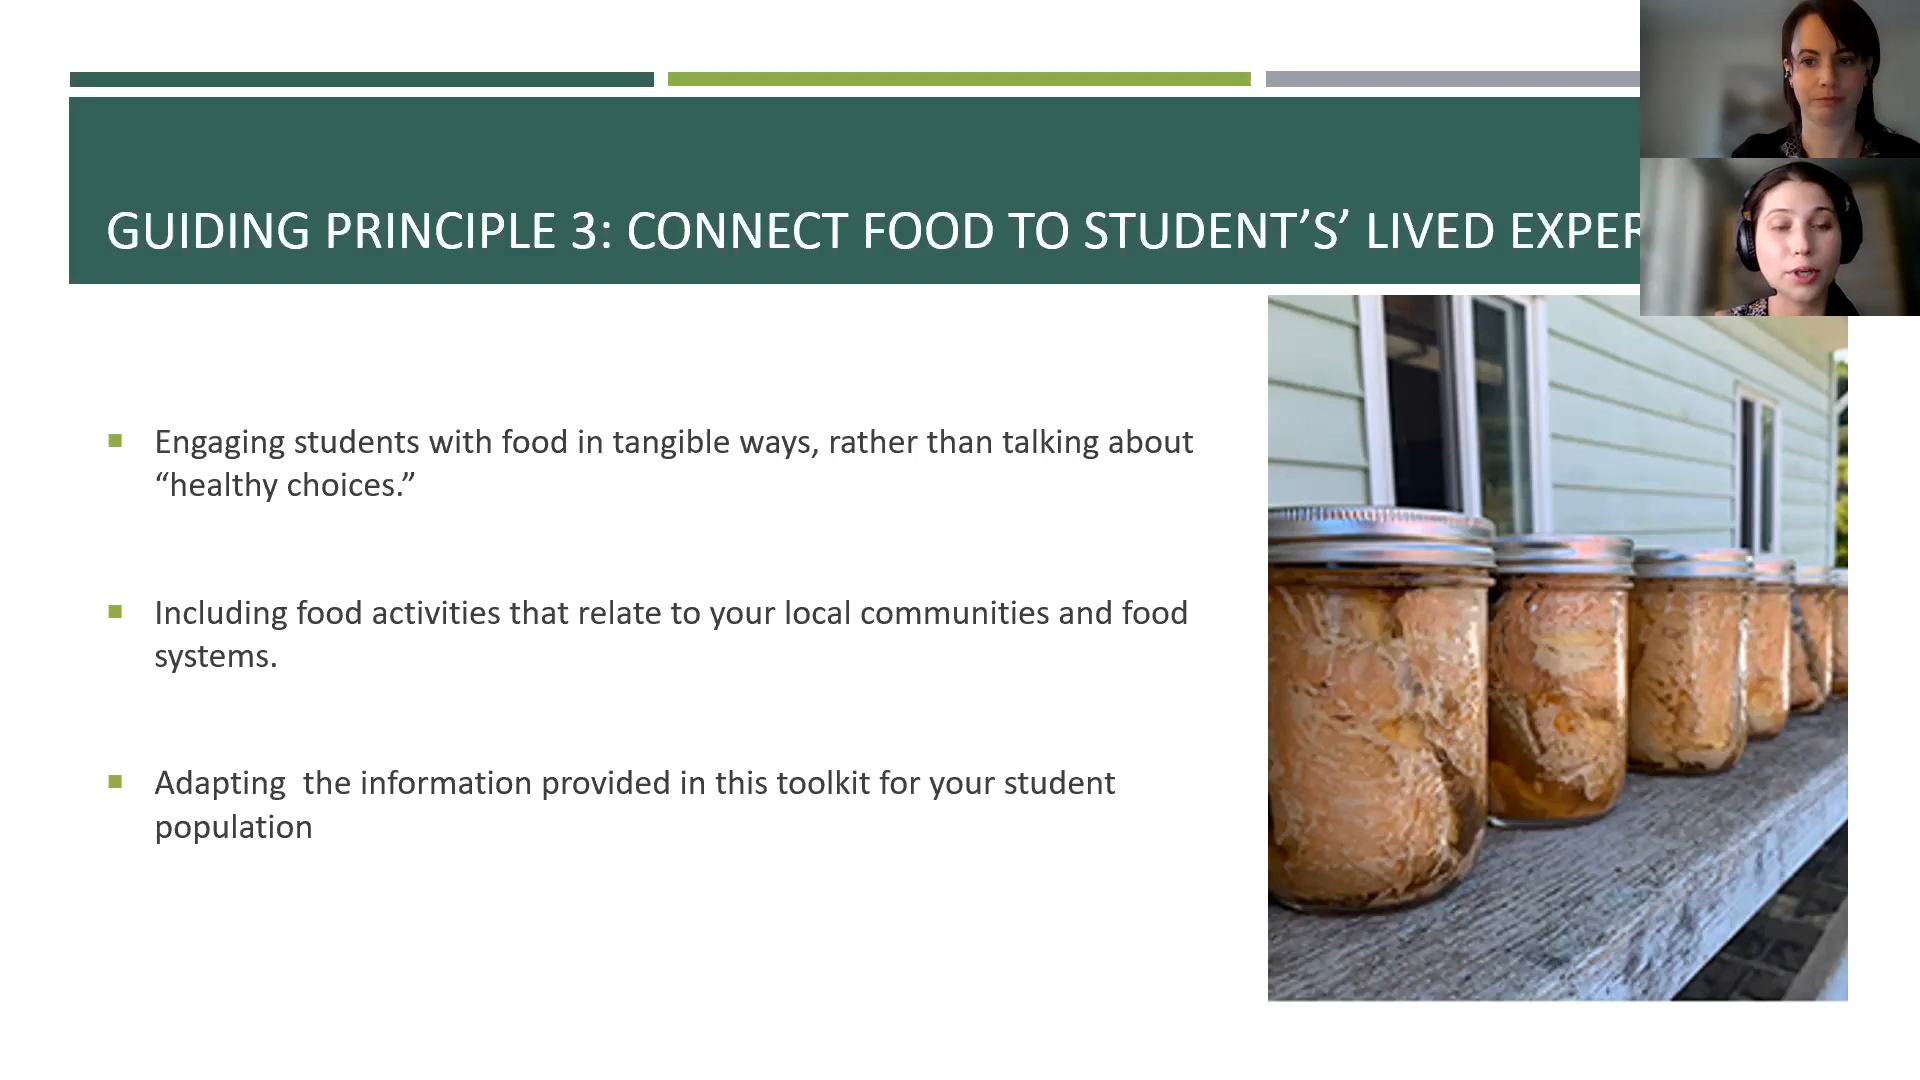 GUIDING PRINCIPLE 3: CONNECT FOOD TO STUDENT’S’ LIVED EXPER
Engaging students with food in tangible ways, rather than talking about
“healthy choices.”
Including food activities that relate to your local communities and food
systems.
Adapting  the information provided in this toolkit for your student
population